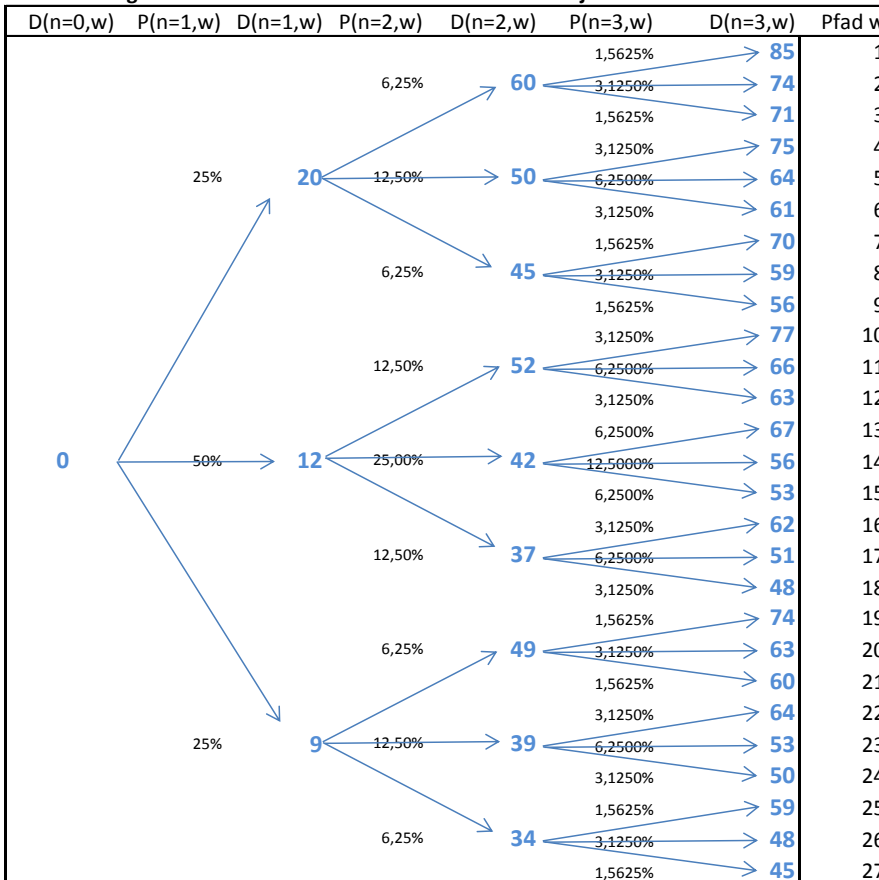 D(n=0,w) P(n=1,w) D(n=1,w) P(n=2,w) D(n=2,w) P(n=3,w) D(n=3,w) Pfad w
1,5625% 85 1
6,25% 60 3,1250% 74 2
1,5625% 71 3
3,1250% 75 4
25% 20 12,50% 50 6,2500% 64 5
3,1250% 61 6
1,5625% 70 7
6,25% 45 3,1250% 59 8
1,5625% 56 9
3,1250% 77 10
12,50% 52 6,2500% 66 11
3,1250% 63 12
6,2500% 67 13
0 50% 12 25,00% 42 12,5000% 56 14
6,2500% 53 15
3,1250% 62 16
12,50% 37 6,2500% 51 17
3,1250% 48 18
1,5625% 74 19
6,25% 49 3,1250% 63 20
1,5625% 60 21
3,1250% 64 22
25% 9 12,50% 39 6,2500% 53 23
3,1250% 50 24
1,5625% 59 25
6,25% 34 3,1250% 48 26
1,5625% 45 27